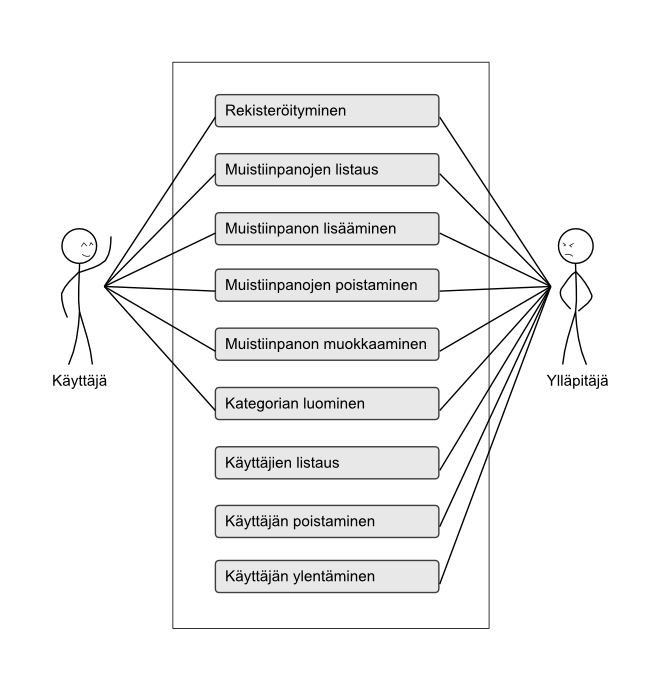 Rekisteröityminen
Muistiinpanojen listaus
Muistiinpanon lisääminen
Muistiinpanojen poistaminen
Muistiinpanon muokkaaminen
Käyttäjä
Ylläpitäjä
Kategorian luominen
Käyttäjien listaus
Käyttäjän poistaminen
Käyttäjän ylentäminen